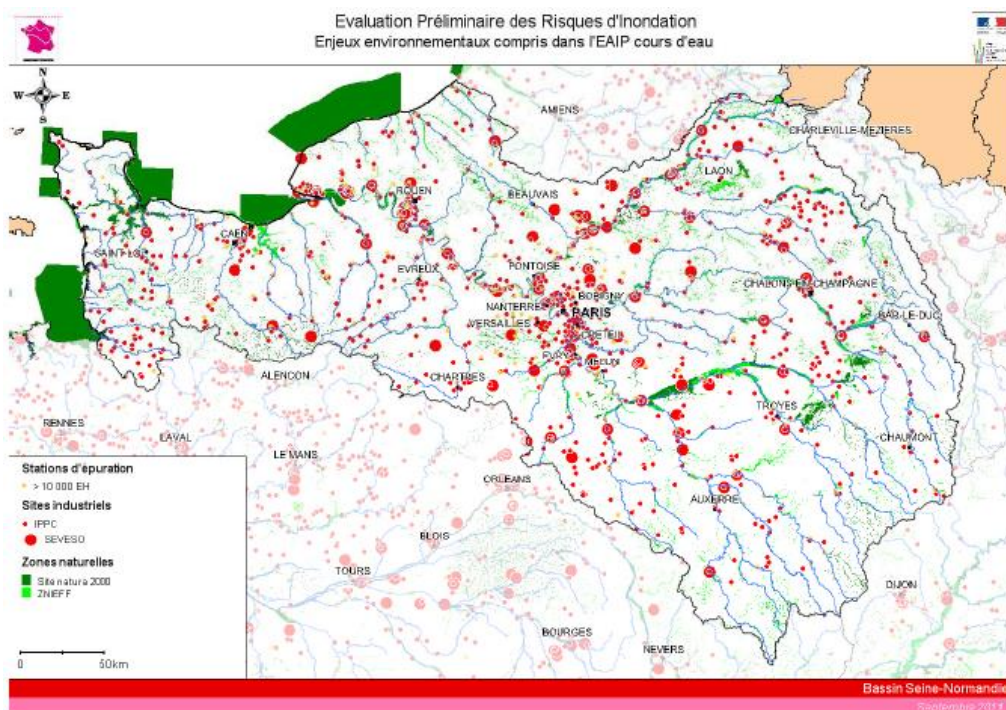 Evaluation Préliminaire des Risques d'Inondation
Enjeux environnementaux compris dans l'EAIP cours d'eau
N
W E
S
AMIENS
CHARLEVILLE-MEZIERES
LAON
BEAUVAIS
ROUEN
CAEN
SAINT-LO
EVREUX
PONTOISE
BOBIGNY
NANTERRE
PARIS
VERSAILLES
CRETEIL
EVRY
MELUN
CHALONS-EN-CHAMPAGNE
BAR-LE-DUC
CHARTRES
ALENCON
TROYES
CHAUMONT
RENNES
LAVAL
LE MANS
ORLEANS
AUXERRE
BLOIS
TOURS
DIJON
BOURGES
NEVERS
Stations d'épuration
> 10 000 EH
Sites industriels
IPPC
SEVESO
Zones naturelles
Site natura 2000
ZNIEFF
0 50km
Bassin Seine-Normandie
Septembre 2011